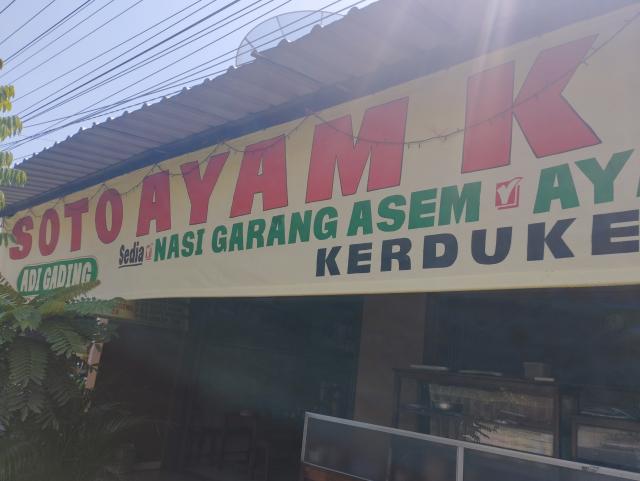 SOTO AYAM K
Sedia NASI GARANG ASEM AY
ADI GADING
KERDUKE